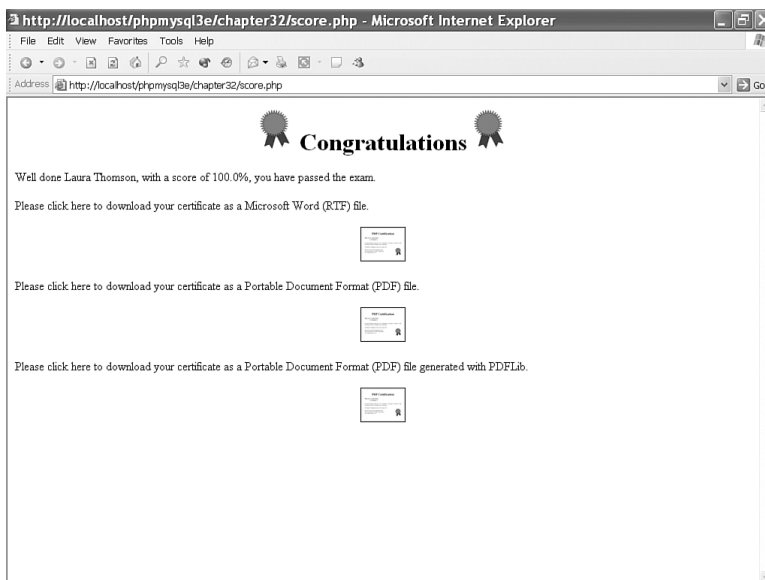 http://localhost/phpmysql3e/chapter32/score.php - Microsoft Internet Explorer
File Edit View Favorites Tools Help
Address http://localhost/phpmysql3e/chapter32/score.php Go
Congratulations
Well done Laura Thomson, with a score of 100.0%, you have passed the exam.
Please click here to download your certificate as a Microsoft Word (RTF) file.
Please click here to download your certificate as a Portable Document Format (PDF) file.
Please click here to download your certificate as a Portable Document Format (PDF) file generated with PDFLib.